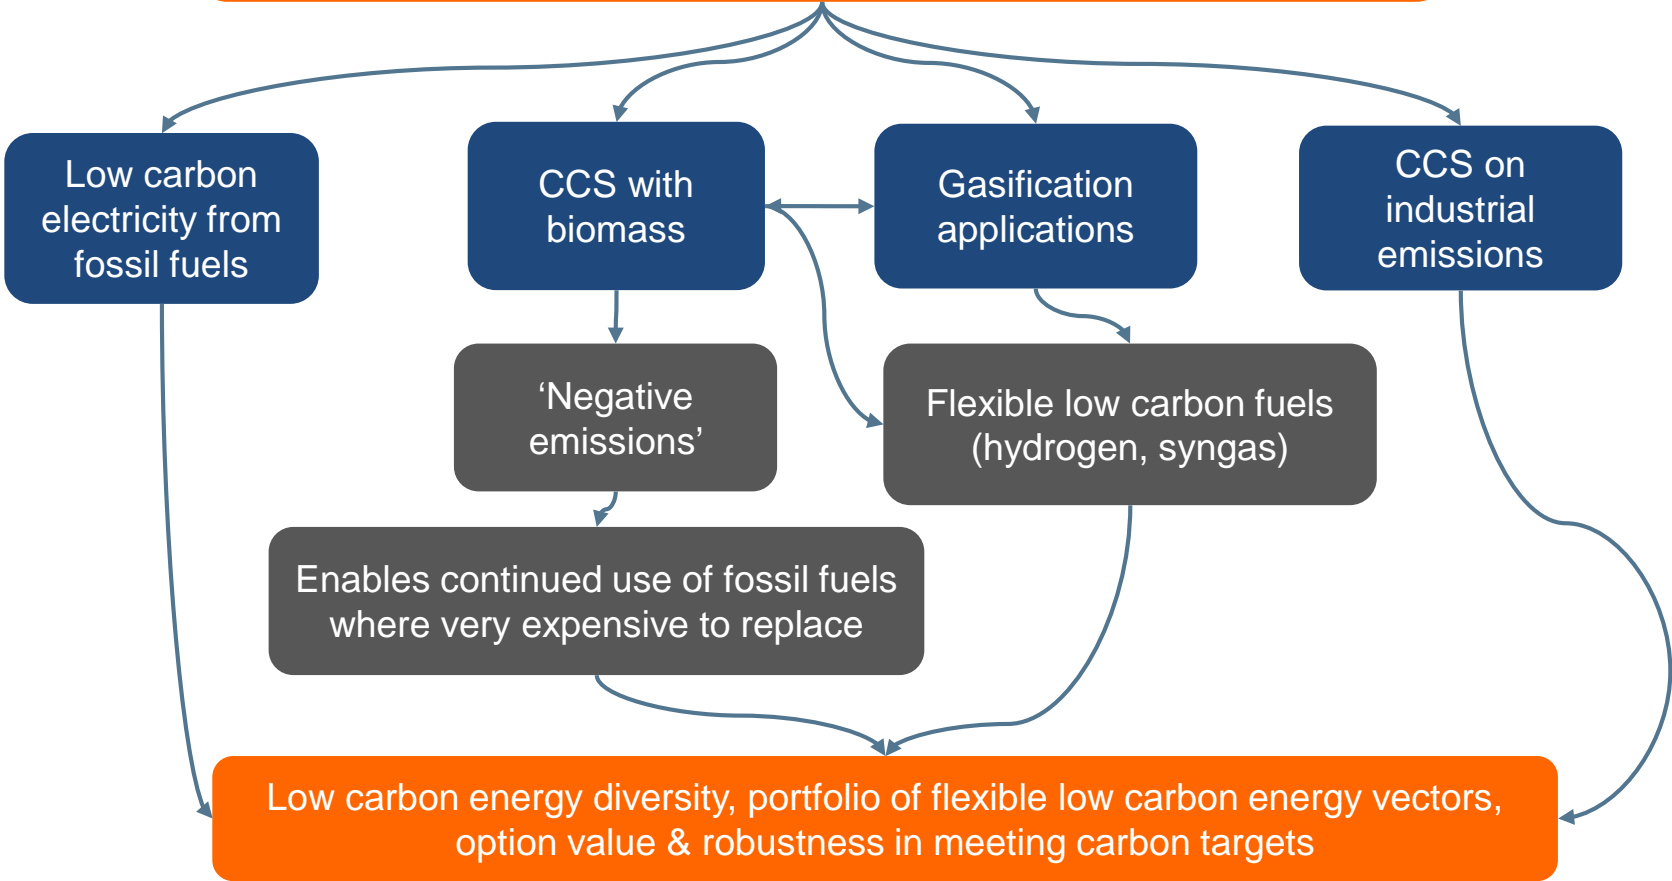 Low carbon
electricity from
fossil fuels
CCS with
biomass
Gasification
applications
CCS on
industrial
emissions
‘Negative
emissions’
Flexible low carbon fuels
(hydrogen, syngas)
Enables continued use of fossil fuels
where very expensive to replace
Low carbon energy diversity, portfolio of flexible low carbon energy vectors,
option value & robustness in meeting carbon targets